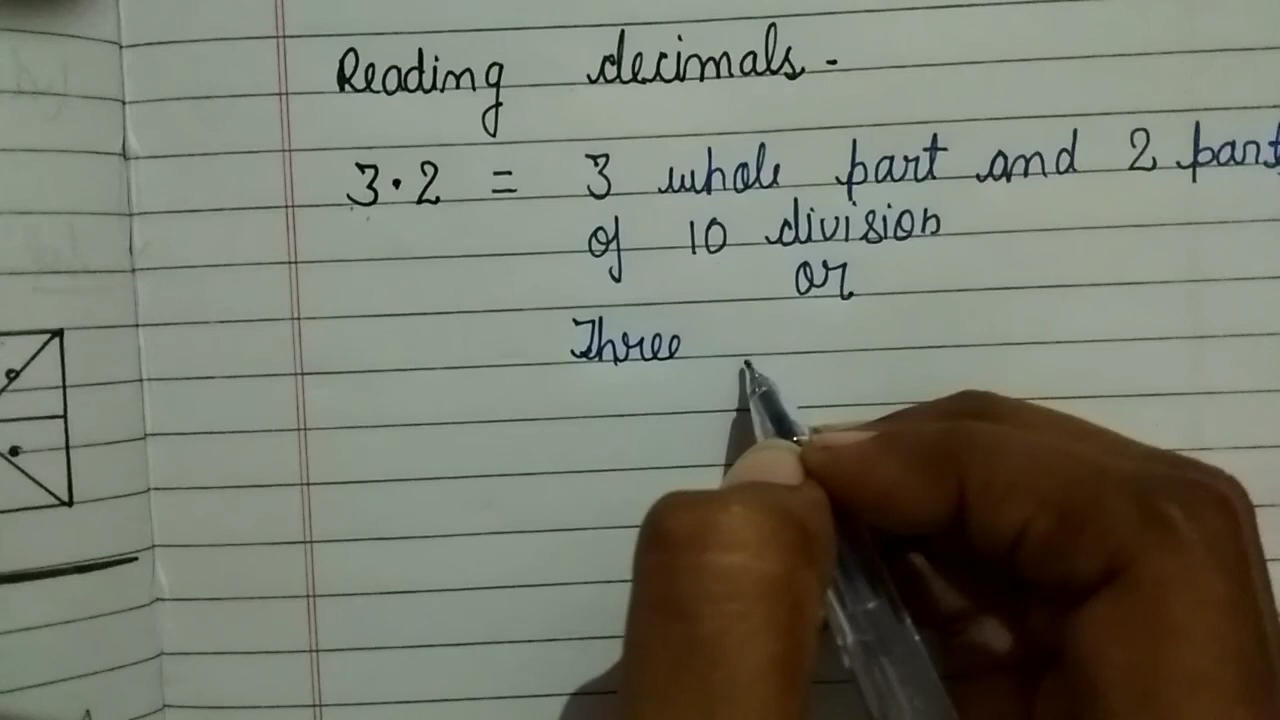 Reading decimals.
3.2 = 3 whole part and 2 part
of 10 division
or
Three